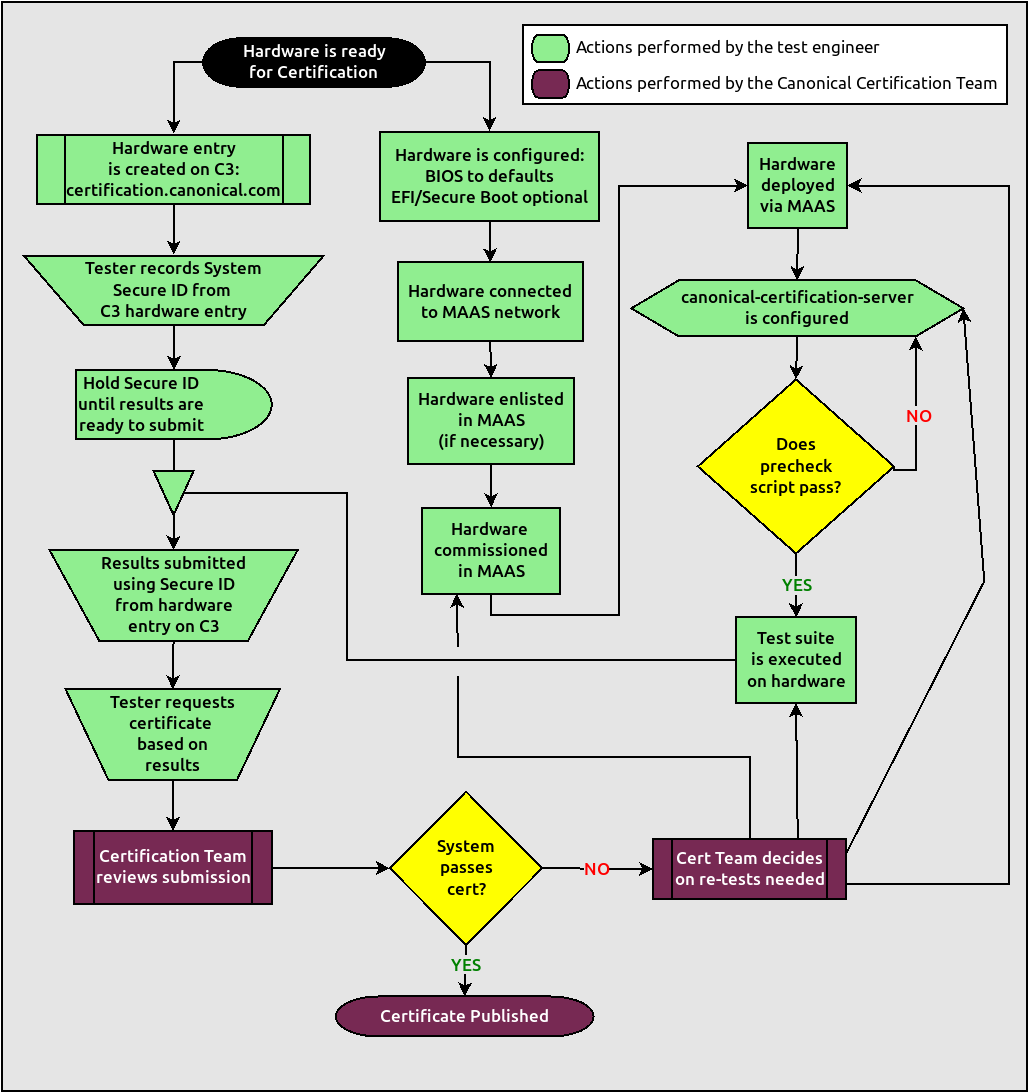 Hardware is ready
for Certification
Actions performed by the test engineer
Actions performed by the Canonical Certification Team
Hardware entry
is created on C3:
certification.canonical.com
Tester records System
Secure ID from
C3 hardware entry
Hold Secure ID
until results are
ready to submit
Results submitted
using Secure ID
from hardware
entry on C3
Tester requests
certificate
based on
results
Certification Team
reviews submission
Hardware is configured:
BIOS to defaults
EFI/Secure Boot optional
Hardware connected
to MAAS network
Hardware enlisted
in MAAS
(if necessary)
Hardware
commissioned
in MAAS
Hardware
deployed
via MAAS
canonical-certification-server
is configured
Does
precheck
script pass?
NO
YES
Test suite
is executed
on hardware
System
passes
cert?
NO
Cert Team decides
on re-tests needed
YES
Certificate Published